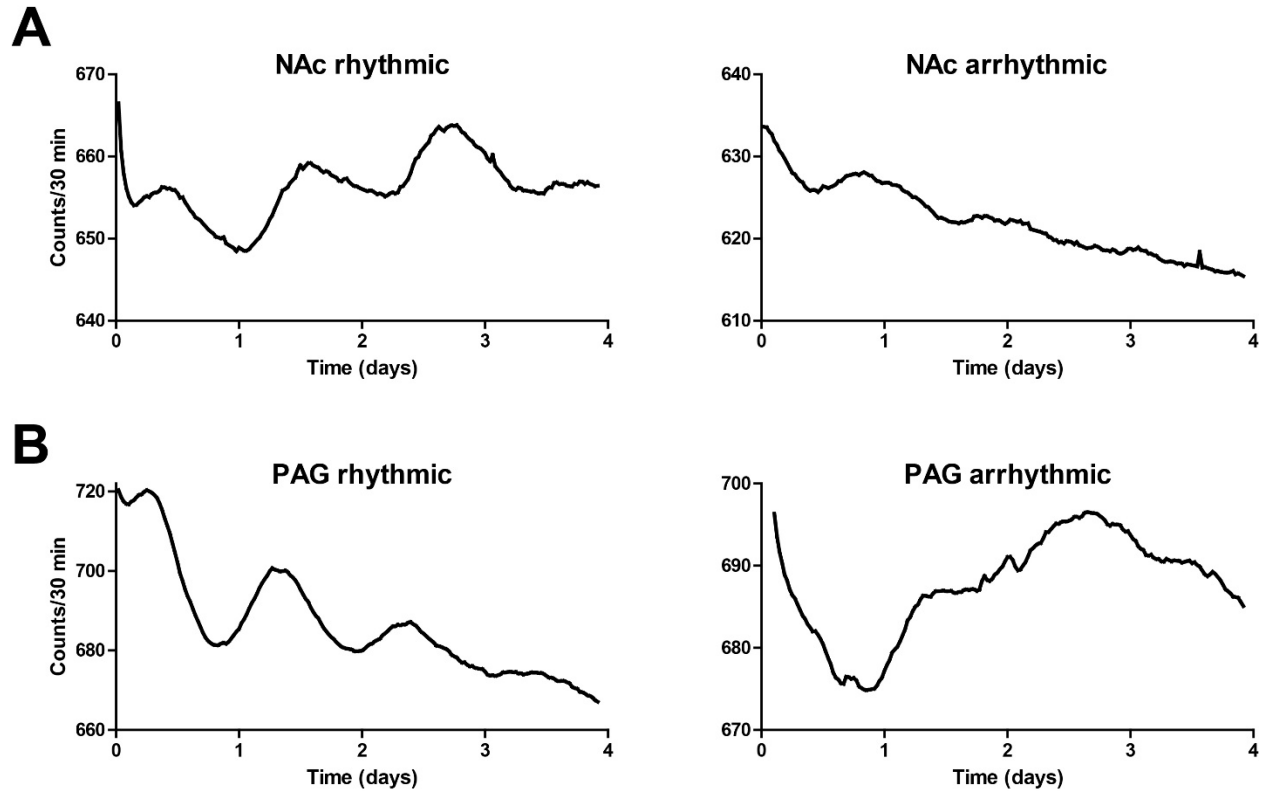 A
NAc rhythmic
670
660
650
640
Counts/30 min
0 1 2 3 4
Time (days)
NAc arrhythmic
640
630
620
610
0 1 2 3 4
Time (days)
B
PAG rhythmic
720
700
680
660
Counts/30 min
0 1 2 3 4
Time (days)
PAG arrhythmic
700
690
680
670
0 1 2 3 4
Time (days)